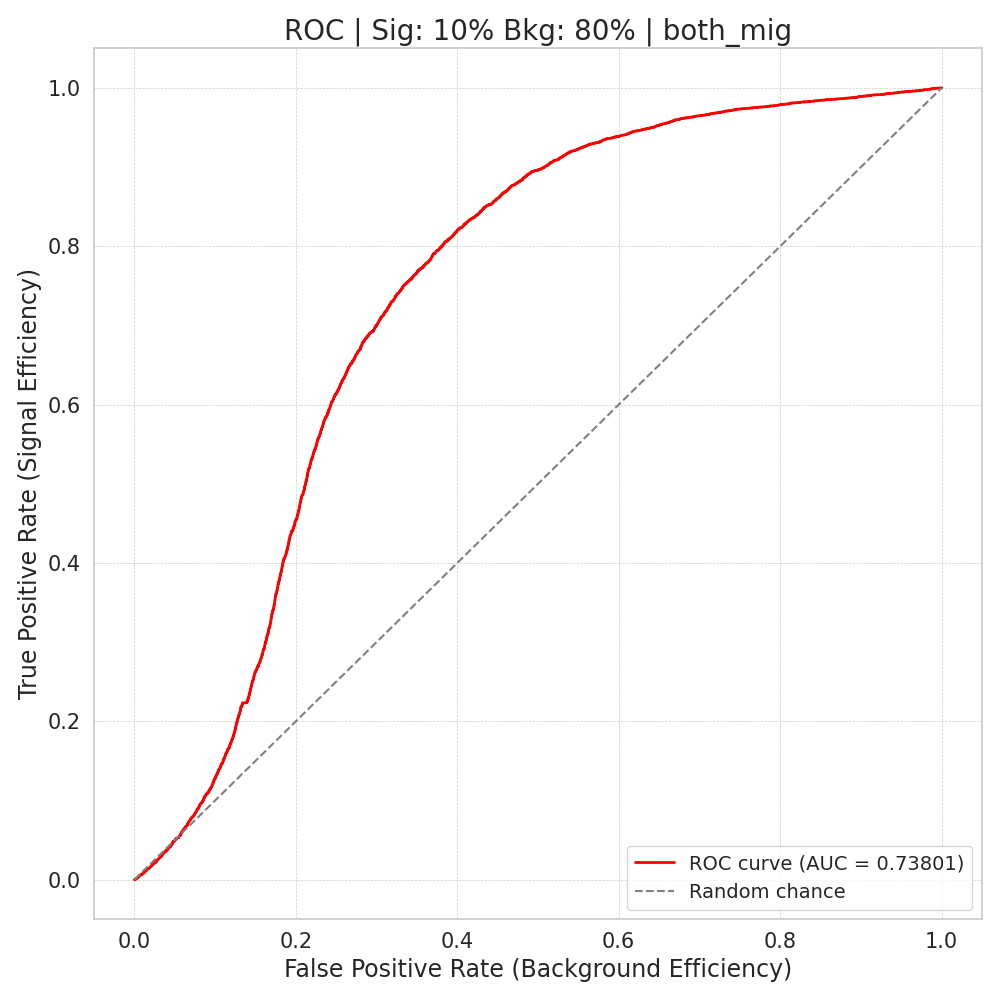 ROC | Sig: 10% Bkg: 80% | both_mig
True Positive Rate (Signal Efficiency)
1.0
0.8
0.6
0.4
0.2
0.0
ROC curve (AUC = 0.73801)
Random chance
0.0 0.2 0.4 0.6 0.8 1.0
False Positive Rate (Background Efficiency)